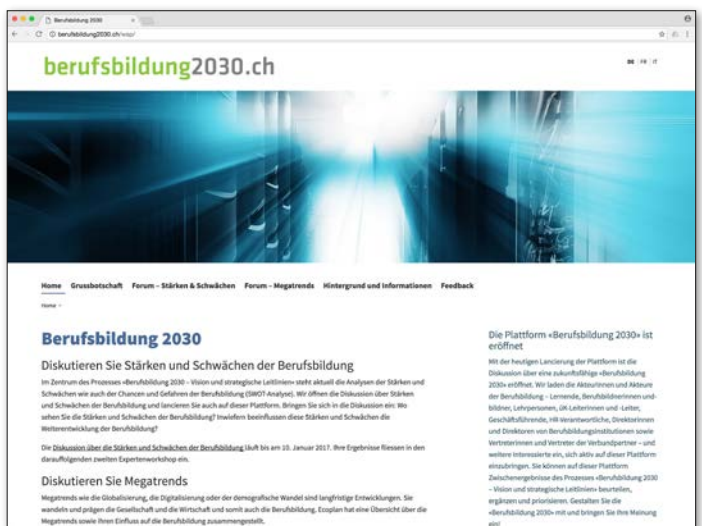 Berufsbildung 2030
berufsbildung2030.ch/wsp/
berufsbildung2030.ch
DE FR IT
Home Grussbotschaft Forum – Stärken & Schwächen Forum – Megatrends Hintergrund und Informationen Feedback
Home
Berufsbildung 2030
Diskutieren Sie Stärken und Schwächen der Berufsbildung
Im Zentrum des Prozesses «Berufsbildung 2030 – Vision und strategische Leitlinien» steht aktuell die Analysen der Stärken und
Schwächen wie auch der Chancen und Gefahren der Berufsbildung (SWOT-Analyse). Wir öffnen die Diskussion über Stärken
und Schwächen der Berufsbildung und lancieren Sie auch auf dieser Plattform. Bringen Sie sich in die Diskussion ein: Wo
sehen Sie die Stärken und Schwächen der Berufsbildung? Inwiefern beeinflussen diese Stärken und Schwächen die
Weiterentwicklung der Berufsbildung?
Die Diskussion über die Stärken und Schwächen der Berufsbildung läuft bis am 10. Januar 2017. Ihre Ergebnisse fliessen in den
darauffolgenden zweiten Expertenworkshop ein.
Diskutieren Sie Megatrends
Megatrends wie die Globalisierung, die Digitalisierung oder der demografische Wandel sind langfristige Entwicklungen. Sie
wandeln und prägen die Gesellschaft und die Wirtschaft und somit auch die Berufsbildung. Ecoplan hat eine Übersicht über die
Megatrends sowie Ihren Einfluss auf die Berufsbildung zusammengestellt.
Die Plattform «Berufsbildung 2030» ist
eröffnet
Mit der heutigen Lancierung der Plattform ist die
Diskussion über eine zukunftsfähige «Berufsbildung
2030» eröffnet. Wir laden die Akteurinnen und Akteure
der Berufsbildung – Lernende, Berufsbildnerinnen und-
bildner, Lehrpersonen, üK-Leiterinnen und -Leiter,
Geschäftsführende, HR-Verantwortliche, Direktorinnen
und Direktoren von Berufsbildungsinstitutionen sowie
Vertreterinnen und Vertreter der Verbundpartner – und
weitere Interessierte ein, sich aktiv auf dieser Plattform
einzubringen. Sie können auf dieser Plattform
Zwischenergebnisse des Prozesses «Berufsbildung 2030
– Vision und strategische Leitlinien» beurteilen,
ergänzen und priorisieren. Gestalten Sie die
«Berufsbildung 2030» mit und bringen Sie Ihre Meinung
ein!